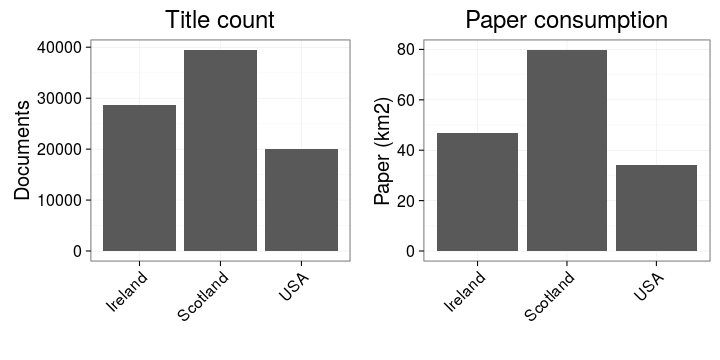 Title count
Documents
40000
30000
20000
10000
0
Ireland
Scotland
USA
Paper consumption
Paper (km2)
80
60
40
20
0
Ireland
Scotland
USA